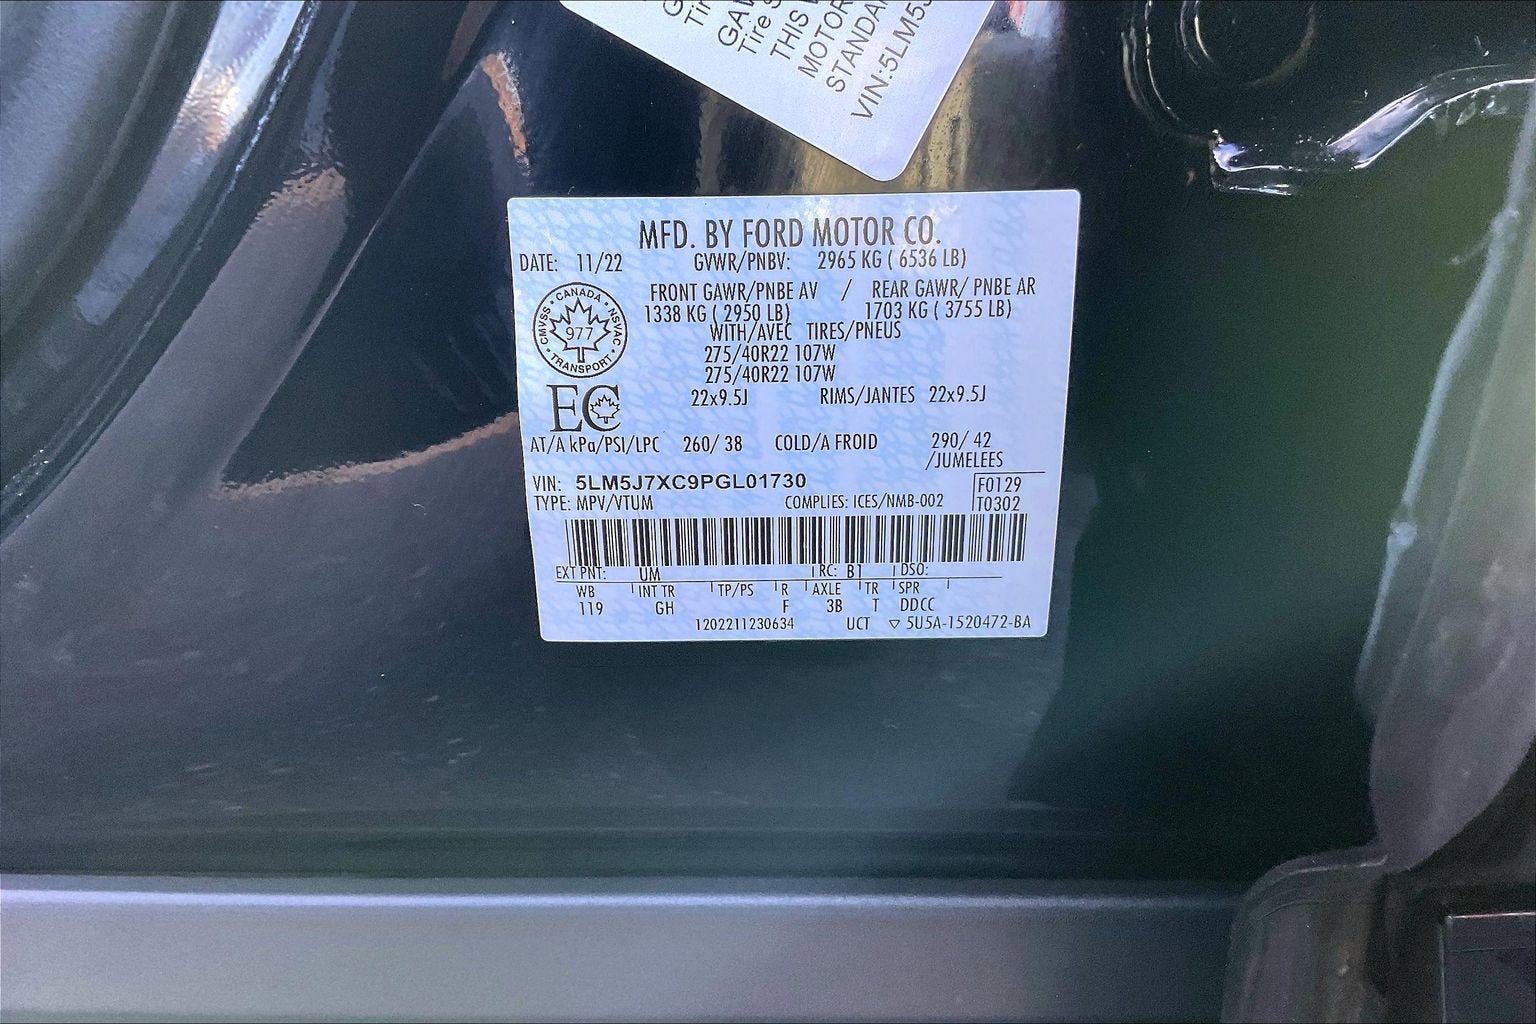 GAW
Tire S
THIS V
MOTOR
STANDA
VIN:5LM5J
MFD. BY FORD MOTOR CO.
DATE: 11/22 GVWR/PNBV: 2965 KG ( 6536 LB)
FRONT GAWR/PNBE AV / REAR GAWR/ PNBE AR
1338 KG ( 2950 LB) 1703 KG ( 3755 LB)
WITH/AVEC TIRES/PNEUS
275/40R22 107W
275/40R22 107W
22x9.5J RIMS/JANTES 22x9.5J
CANADA • NSVAC • TRANSPORT • CMVSS
977
EC
AT/A kPa/PSI/LPC 260/ 38 COLD/A FROID 290/ 42
/JUMELEES
VIN: 5LM5J7XC9PGL01730 F0129
TYPE: MPV/VTUM COMPLIES: ICES/NMB-002 T0302
EXT PNT: UM RC: B1 DSO:
WB INT TR TP/PS R AXLE TR SPR
119 GH F 3B T DDCC
1202211230634 UCT ▽ 5U5A-1520472-BA